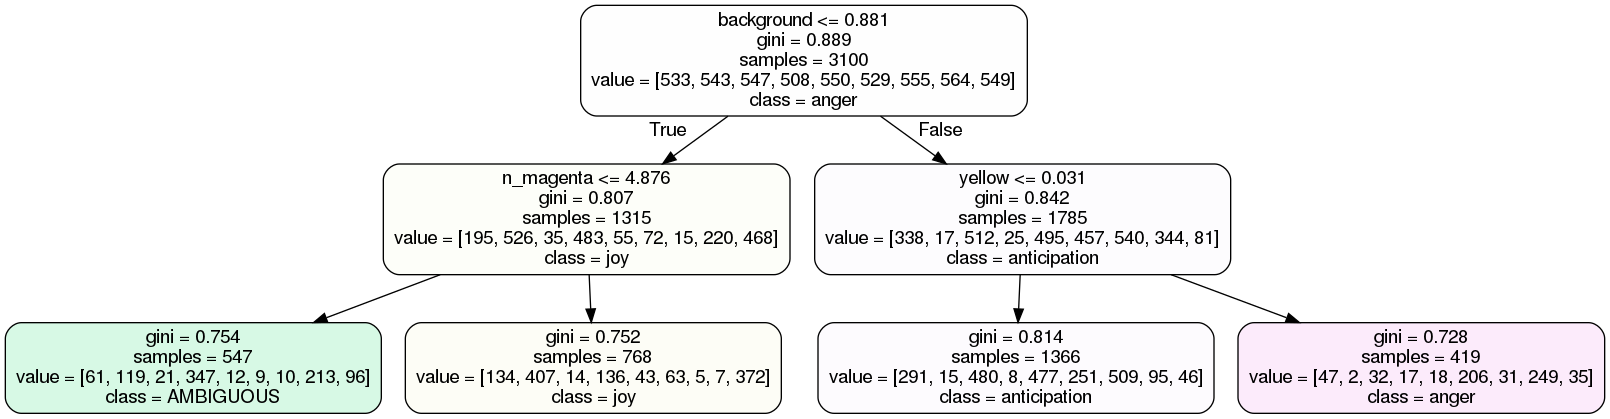 background <= 0.881
gini = 0.889
samples = 3100
value = [533, 543, 547, 508, 550, 529, 555, 564, 549]
class = anger
True
False
n_magenta <= 4.876
gini = 0.807
samples = 1315
value = [195, 526, 35, 483, 55, 72, 15, 220, 468]
class = joy
yellow <= 0.031
gini = 0.842
samples = 1785
value = [338, 17, 512, 25, 495, 457, 540, 344, 81]
class = anticipation
gini = 0.754
samples = 547
value = [61, 119, 21, 347, 12, 9, 10, 213, 96]
class = AMBIGUOUS
gini = 0.752
samples = 768
value = [134, 407, 14, 136, 43, 63, 5, 7, 372]
class = joy
gini = 0.814
samples = 1366
value = [291, 15, 480, 8, 477, 251, 509, 95, 46]
class = anticipation
gini = 0.728
samples = 419
value = [47, 2, 32, 17, 18, 206, 31, 249, 35]
class = anger